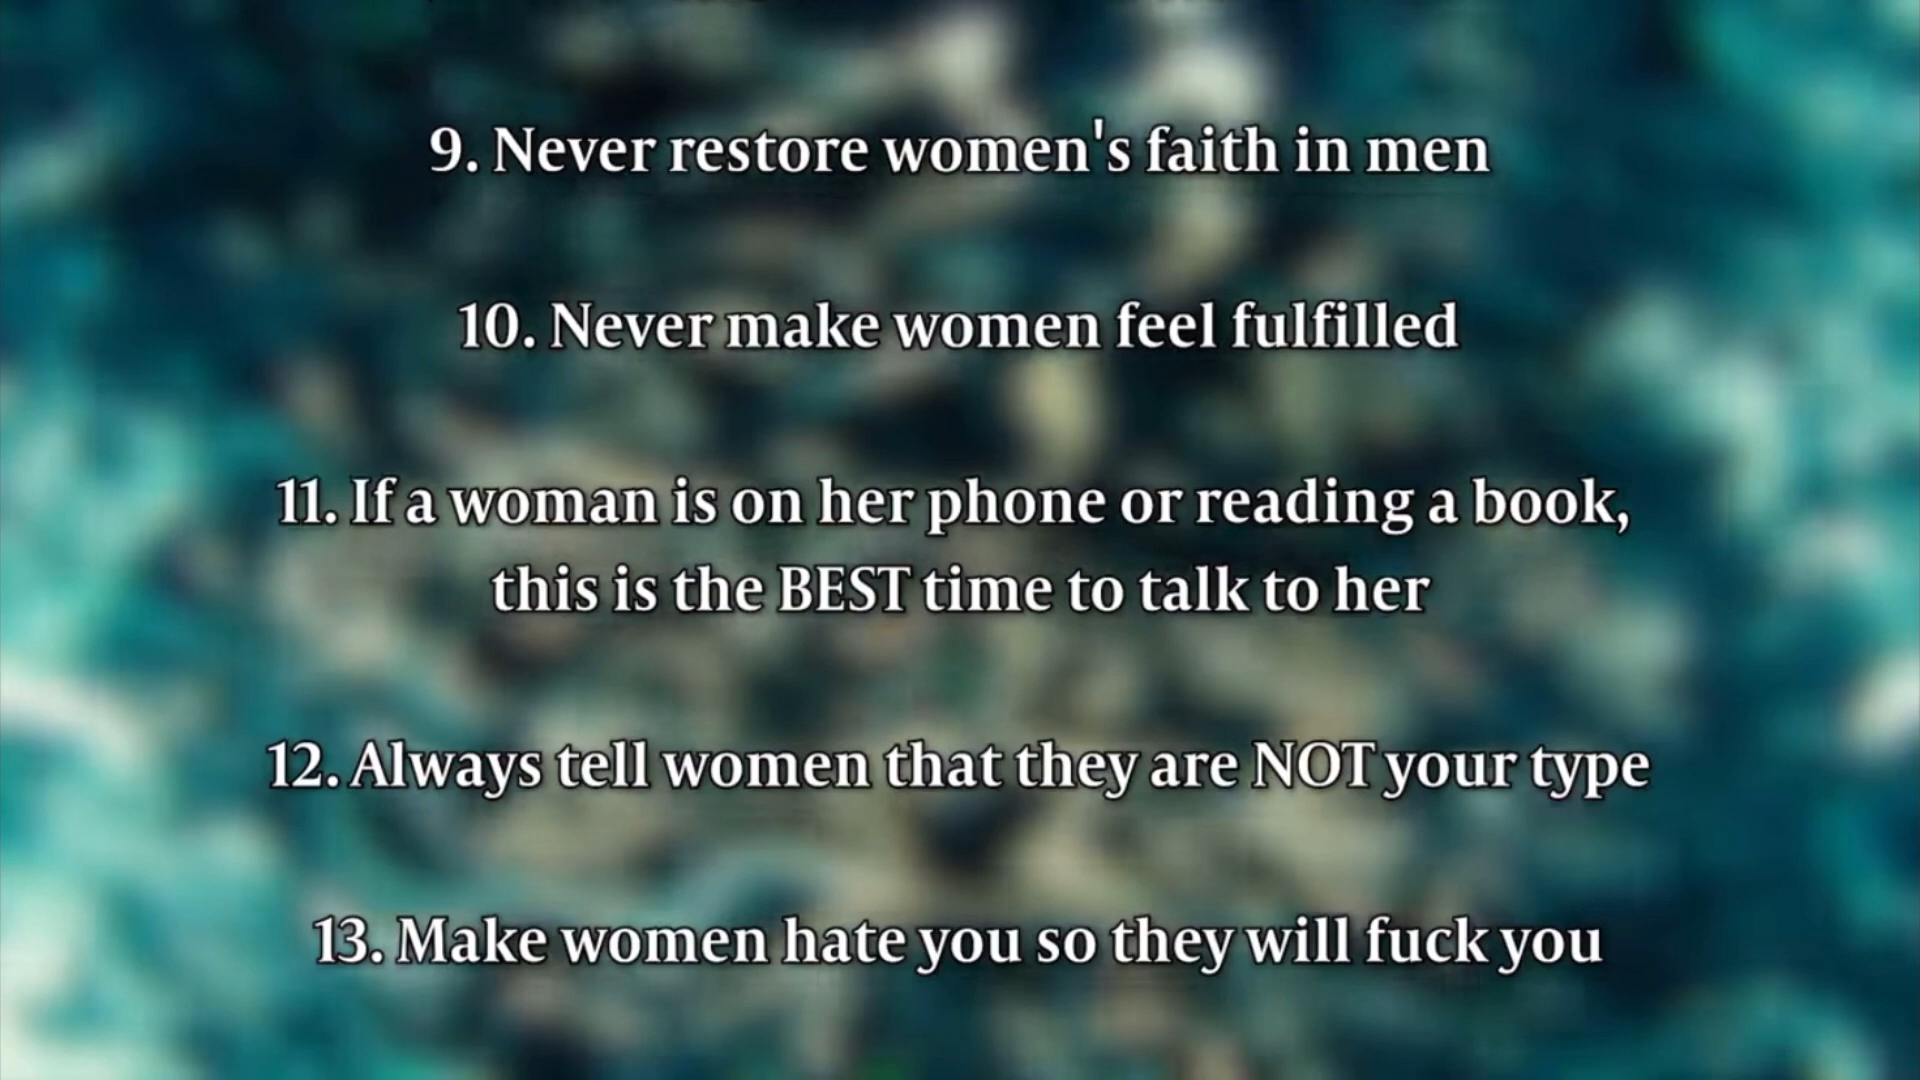 9. Never restore women's faith in men
10. Never make women feel fulfilled
11. If a woman is on her phone or reading a book,
this is the BEST time to talk to her
12. Always tell women that they are NOT your type
13. Make women hate you so they will fuck you